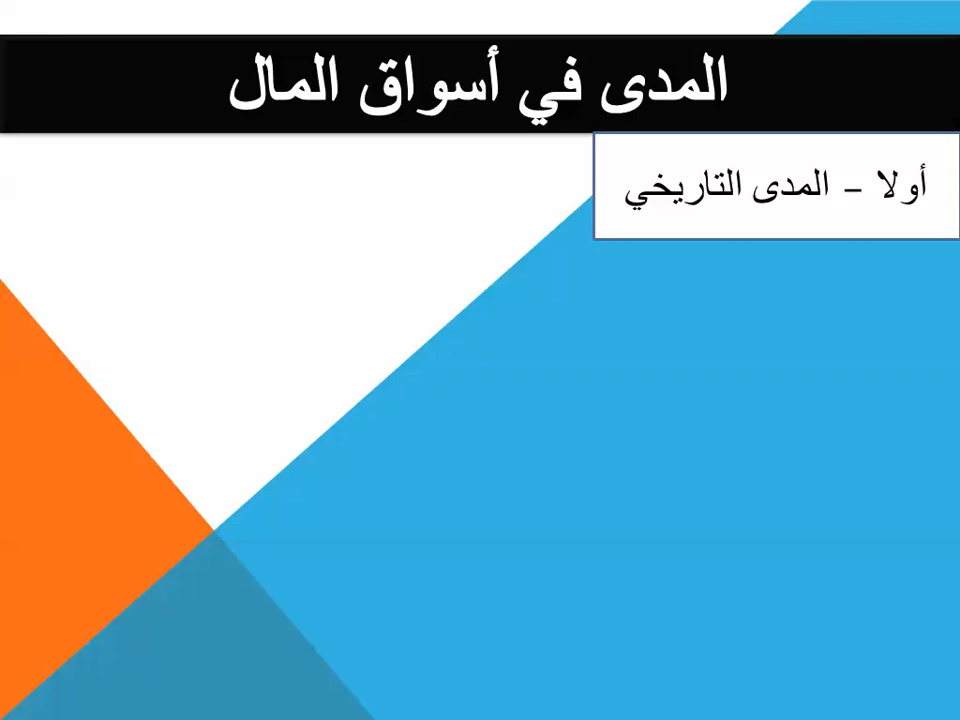 المدى في أسواق المال
أولا – المدى التاريخي